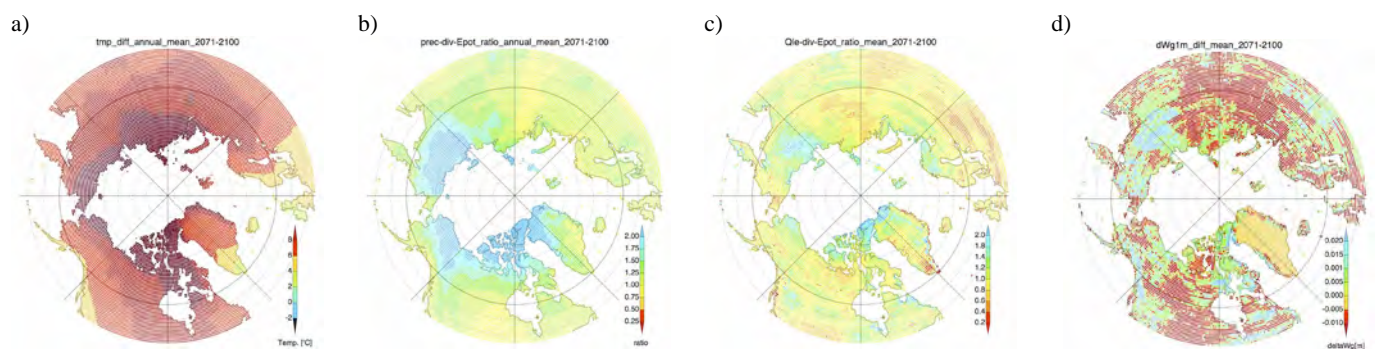 a)
tmp_diff_annual_mean_2071-2100
8
6
4
2
0
-2
Temp. [°C]
b)
prec-div-Epot_ratio_annual_mean_2071-2100
2.00
1.75
1.50
1.25
1.00
0.75
0.50
0.25
ratio
c)
Qle-div-Epot_ratio_mean_2071-2100
2.0
1.8
1.6
1.4
1.2
1.0
0.8
0.6
0.4
0.2
d)
dWg1m_diff_mean_2071-2100
0.020
0.015
0.010
0.005
0.000
-0.005
-0.010
deltaWg[m]